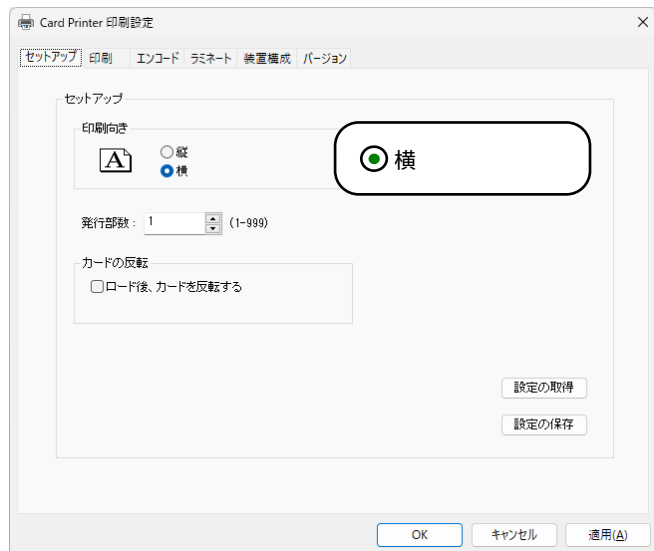 Card Printer 印刷設定
セットアップ 印刷 エンコード ラミネート 装置構成 バージョン
セットアップ
印刷向き
A
縦
横
横
発行部数: 1 (1-999)
カードの反転
ロード後、カードを反転する
設定の取得
設定の保存
OK キャンセル 適用(A)